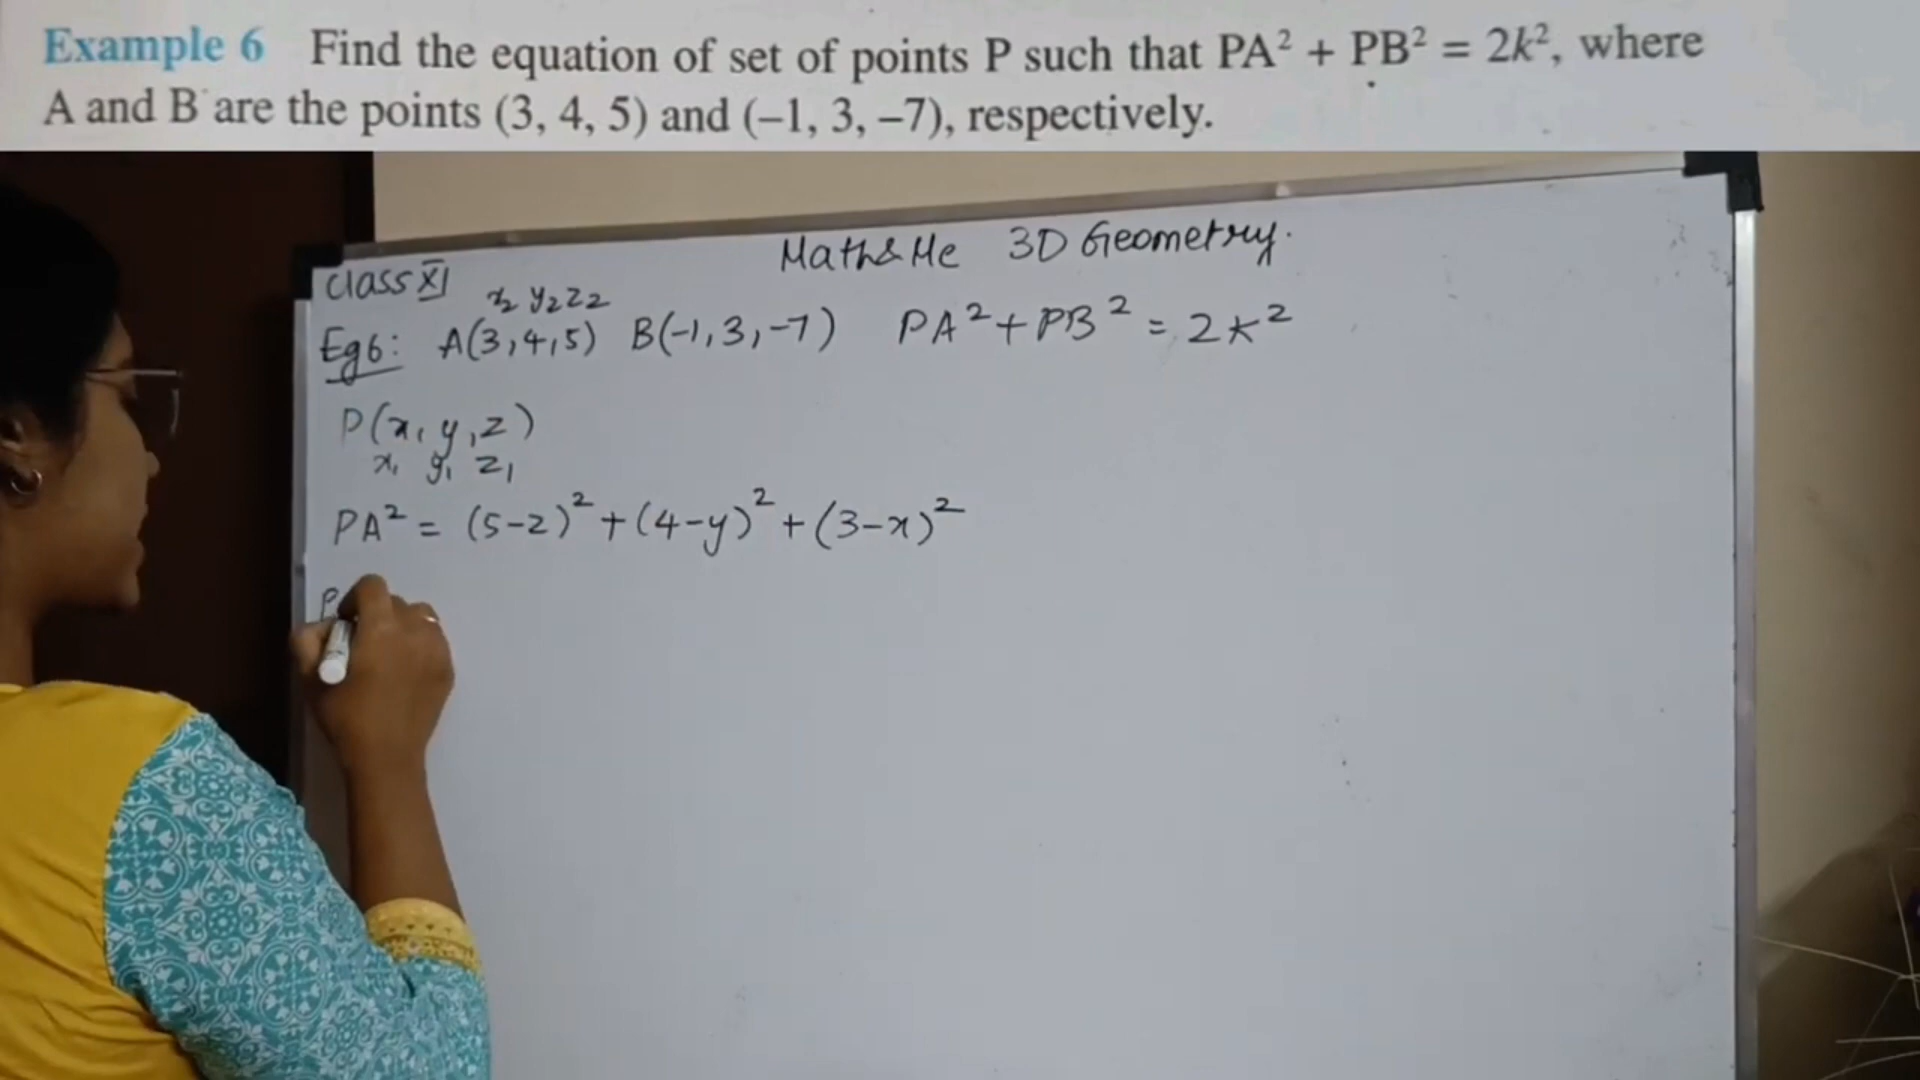 Example 6 Find the equation of set of points P such that PA² + PB² = 2k², where
A and B are the points (3, 4, 5) and (–1, 3, –7), respectively.
Math&Me 3D Geometry.
Class XI
x₂ y₂ z₂
Eg6: A(3,4,5) B(-1,3,-7) PA² + PB² = 2k²
P(x, y, z)
x₁ y₁ z₁
PA² = (5-z)² + (4-y)² + (3-x)²
P